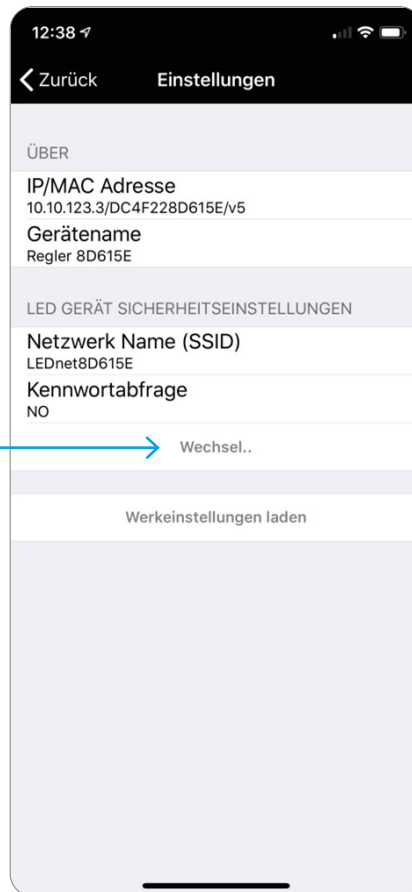 12:38
Zurück Einstellungen
ÜBER
IP/MAC Adresse
10.10.123.3/DC4F228D615E/v5
Gerätename
Regler 8D615E
LED GERÄT SICHERHEITSEINSTELLUNGEN
Netzwerk Name (SSID)
LEDnet8D615E
Kennwortabfrage
NO
Wechsel..
Werkeinstellungen laden